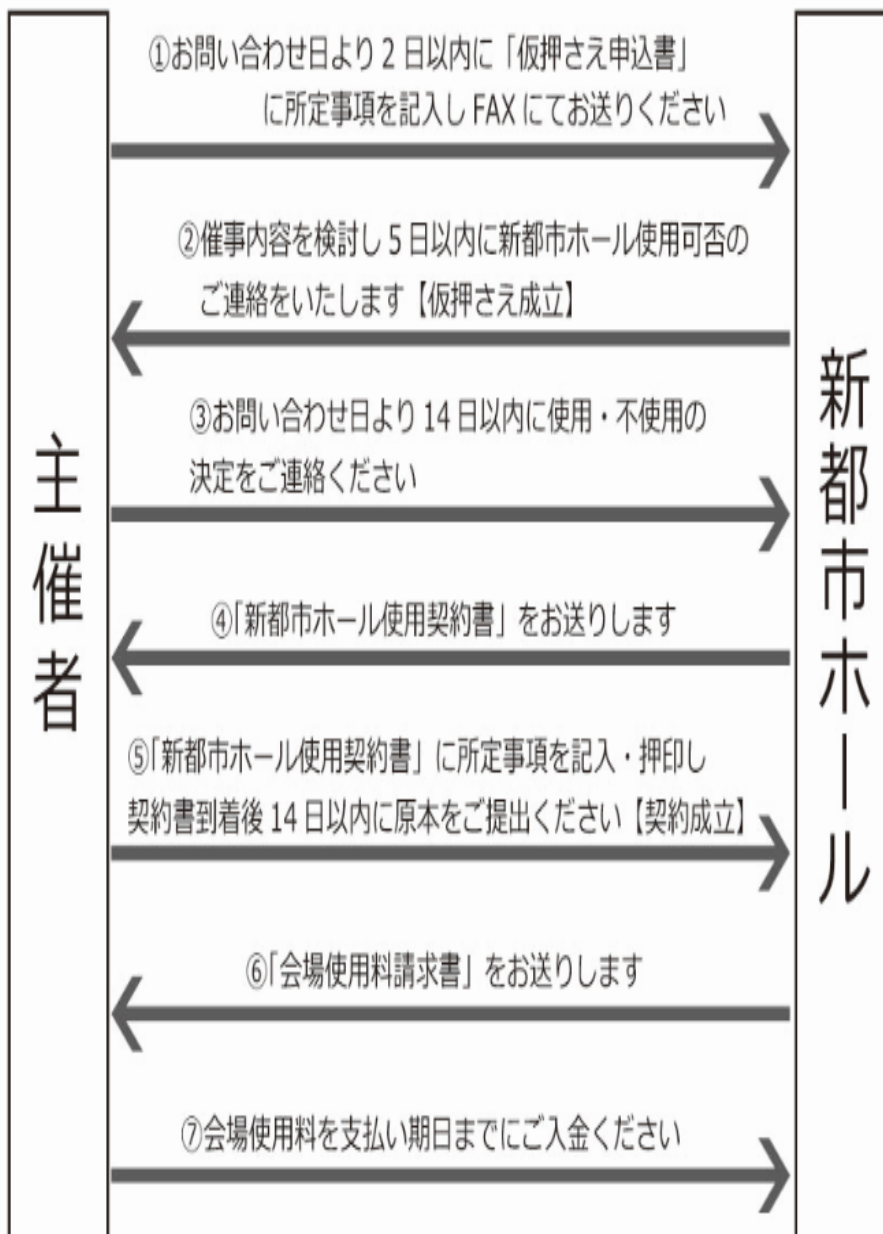 ①お問い合わせ日より 2 日以内に「仮押さえ申込書」
に所定事項を記入し FAX にてお送りください
②催事内容を検討し 5 日以内に新都市ホール使用可否の
ご連絡をいたします【仮押さえ成立】
③お問い合わせ日より 14 日以内に使用・不使用の
決定をご連絡ください
④「新都市ホール使用契約書」をお送りします
⑤「新都市ホール使用契約書」に所定事項を記入・押印し
契約書到着後 14 日以内に原本をご提出ください【契約成立】
⑥「会場使用料請求書」をお送りします
⑦会場使用料を支払い期日までにご入金ください
主催者
新都市ホール